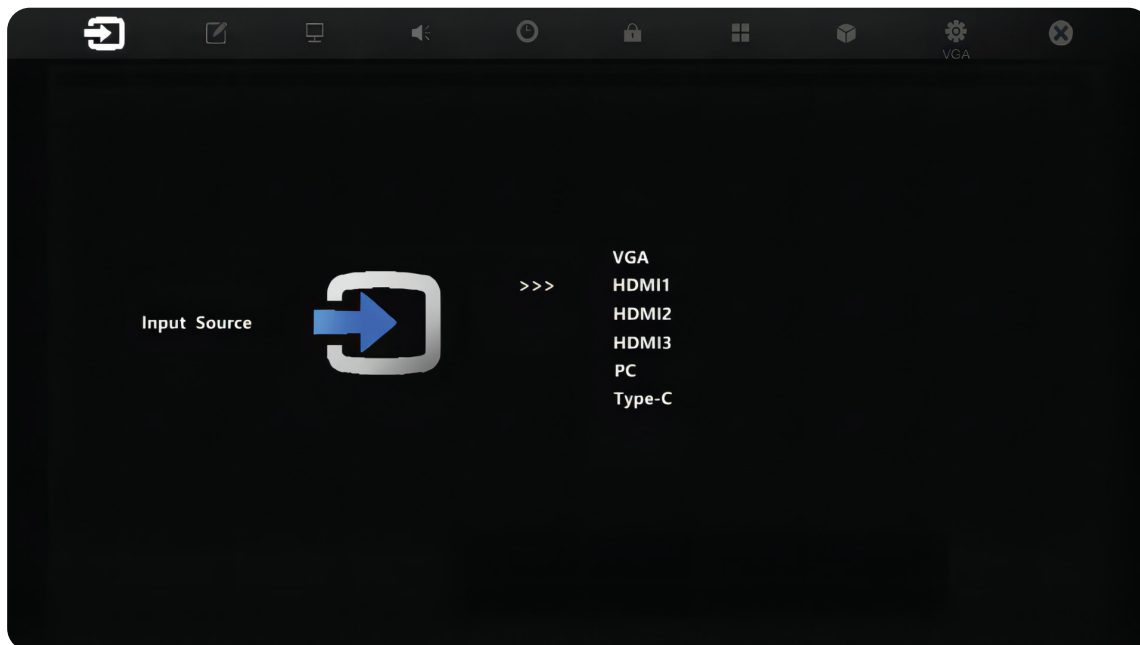 VGA
VGA
>>> HDMI1
HDMI2
Input Source
HDMI3
PC
Type-C